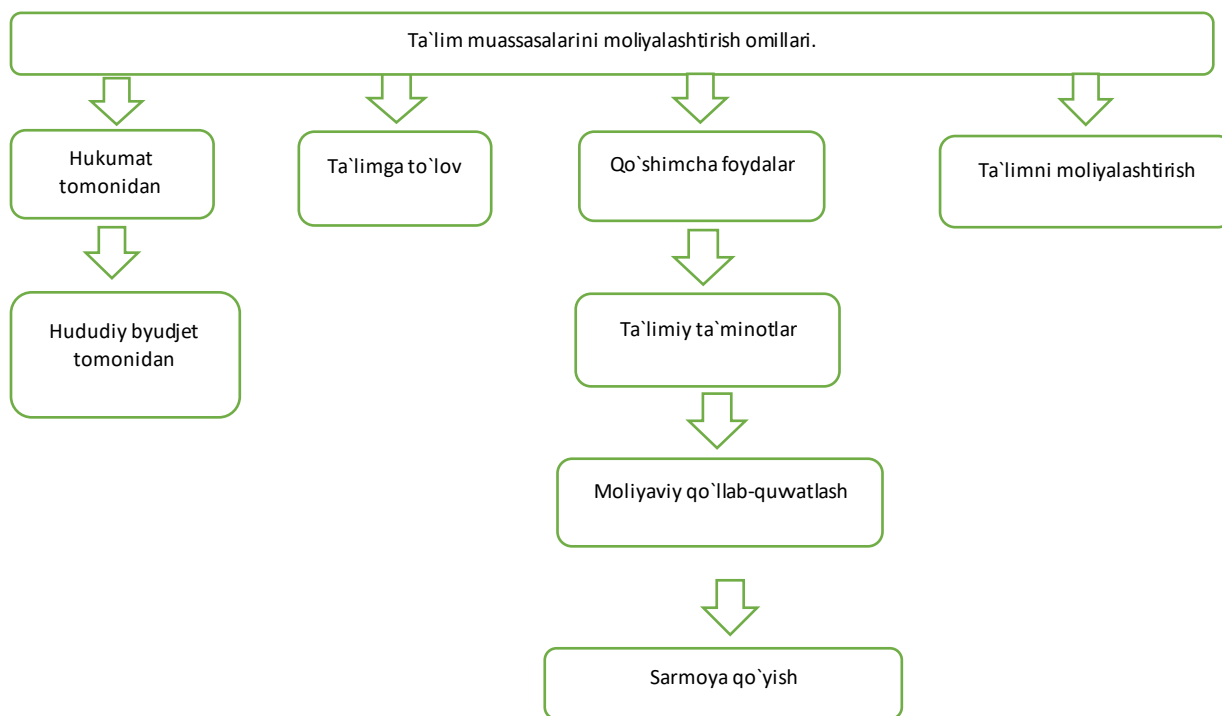 Ta`lim muassasalarini moliyalashtirish omillari.
Hukumat
tomonidan
Ta`limga to`lov
Qo`shimcha foydalar
Ta`limni moliyalashtirish
Hududiy byudjet
tomonidan
Ta`limiy ta`minotlar
Moliyaviy qo`llab-quvvatlash
Sarmoya qo`yish